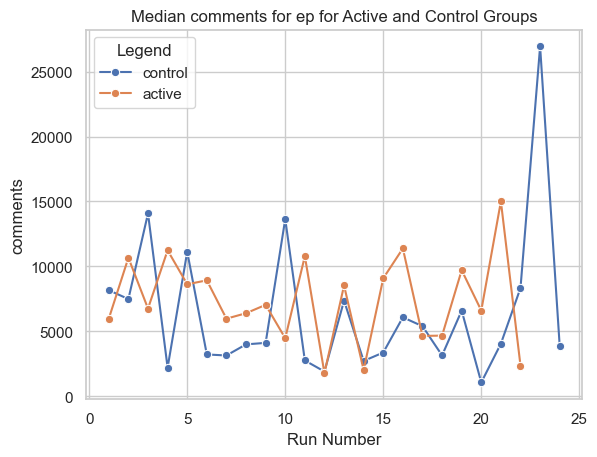 Median comments for ep for Active and Control Groups
Legend
control
active
comments
25000
20000
15000
10000
5000
0
0
5
10
15
20
25
Run Number